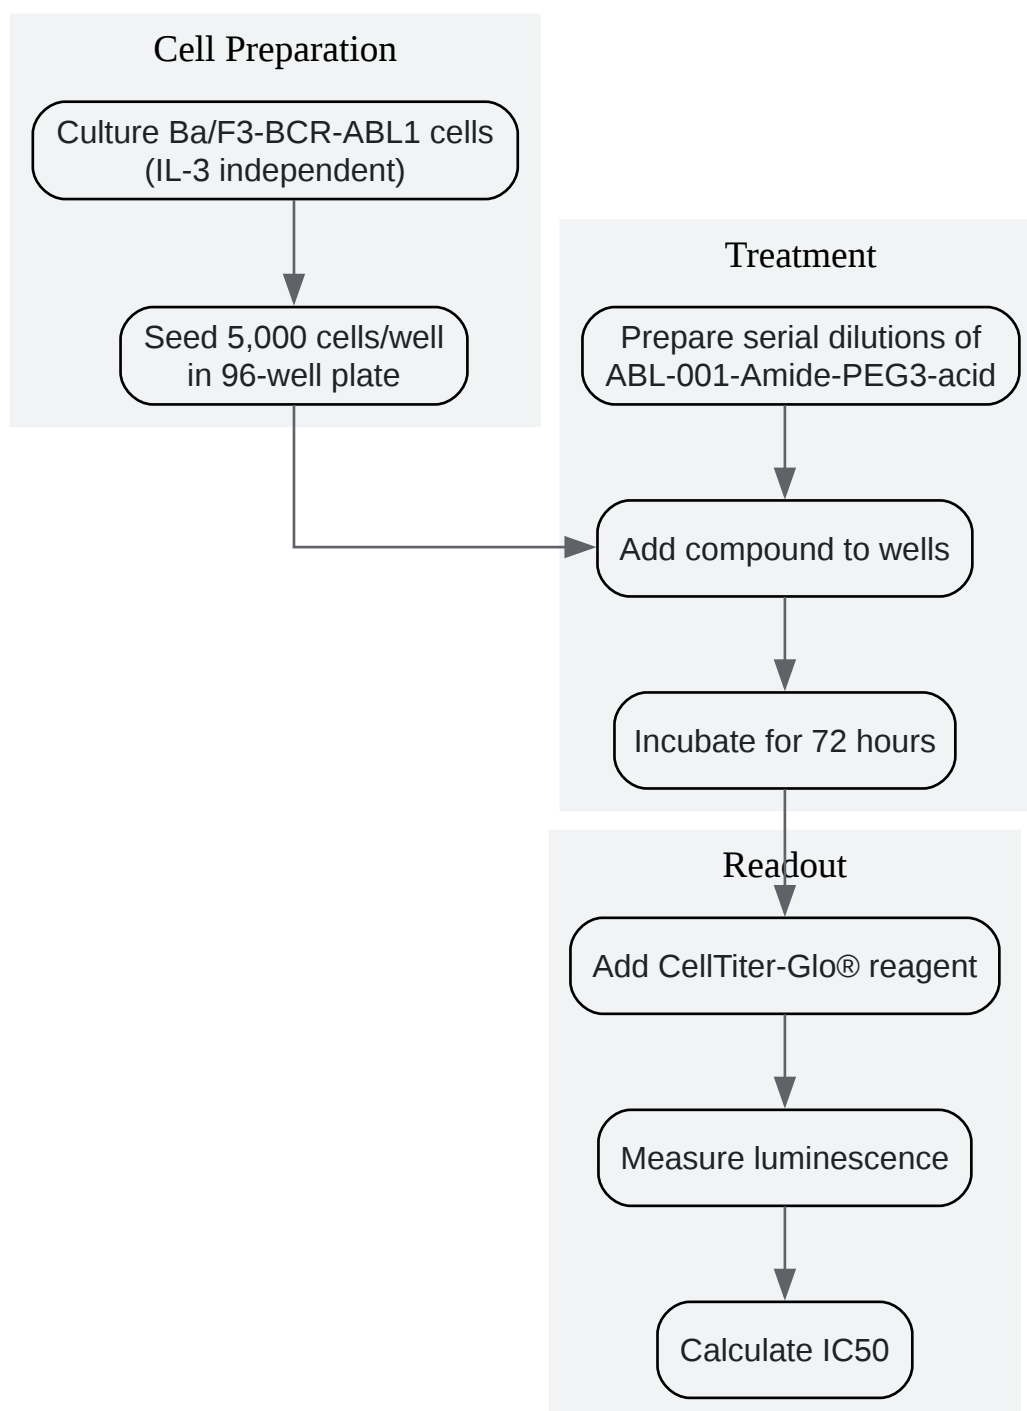 Cell Preparation
Culture Ba/F3-BCR-ABL1 cells
(IL-3 independent)
Seed 5,000 cells/well
in 96-well plate
Treatment
Prepare serial dilutions of
ABL-001-Amide-PEG3-acid
Add compound to wells
Incubate for 72 hours
Readout
Add CellTiter-Glo® reagent
Measure luminescence
Calculate IC50